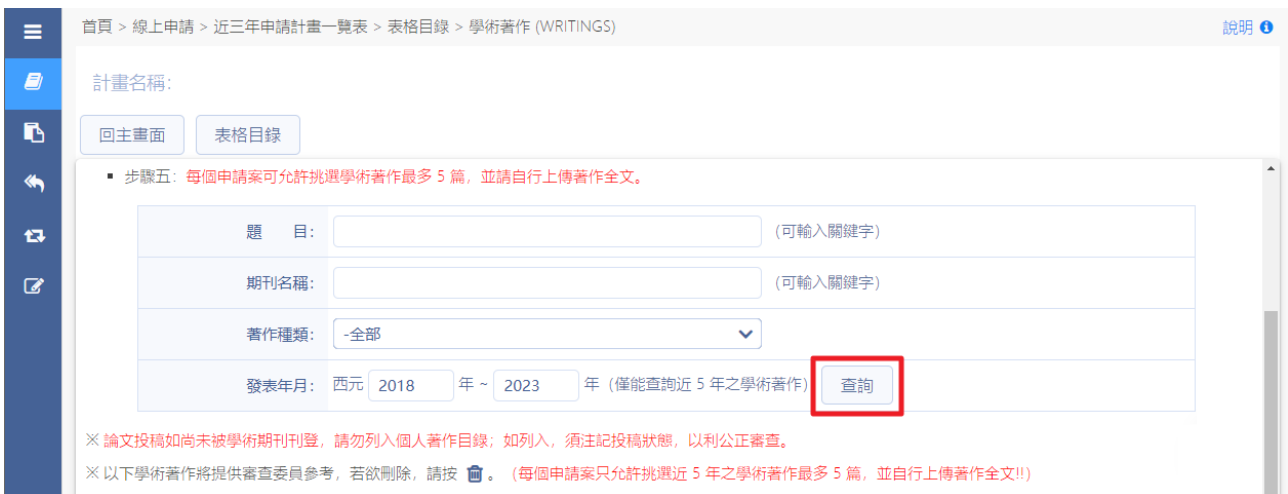 首頁 > 線上申請 > 近三年申請計畫一覽表 > 表格目錄 > 學術著作 (WRITINGS)
說明
計畫名稱:
回主畫面 表格目錄
▪ 步驟五：每個申請案可允許挑選學術著作最多 5 篇，並請自行上傳著作全文。
題 目: (可輸入關鍵字)
期刊名稱: (可輸入關鍵字)
著作種類: -全部
發表年月: 西元 2018 年 ~ 2023 年 (僅能查詢近 5 年之學術著作) 查詢
※ 論文投稿如尚未被學術期刊刊登，請勿列入個人著作目錄；如列入，須注記投稿狀態，以利公正審查。
※ 以下學術著作將提供審查委員參考，若欲刪除，請按 。 (每個申請案只允許挑選近 5 年之學術著作最多 5 篇，並自行上傳著作全文!!)